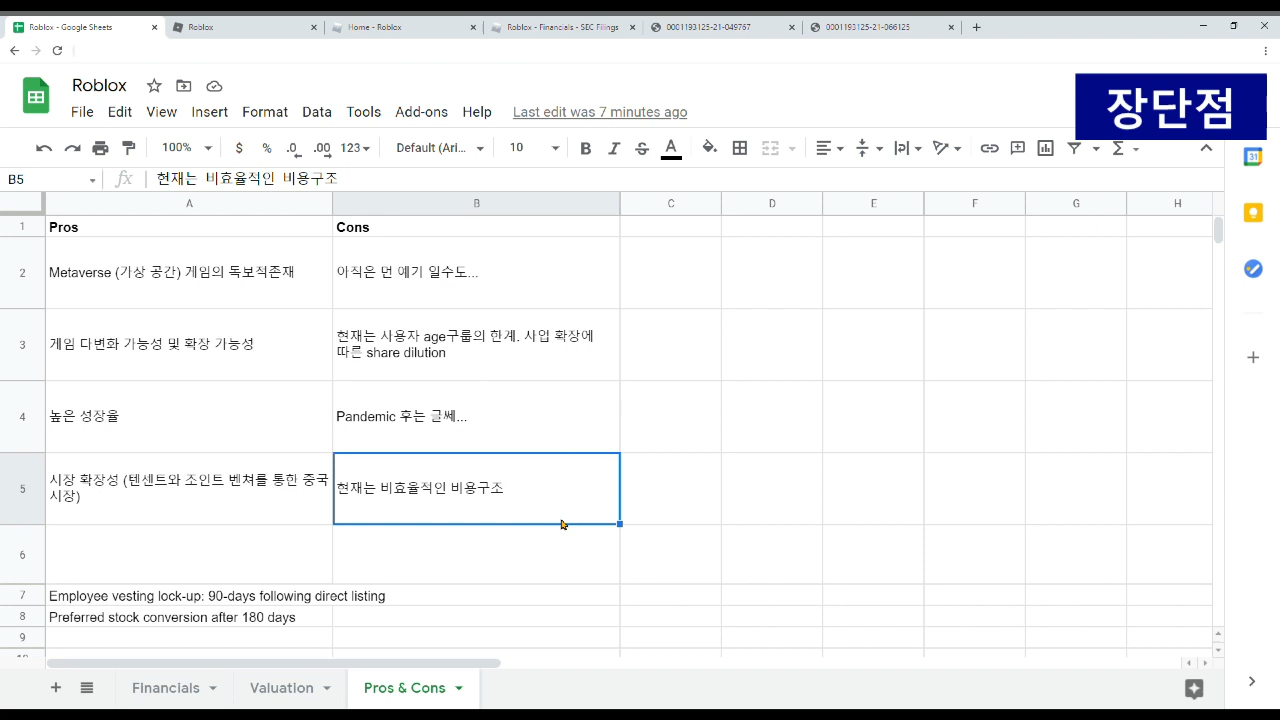 Roblox - Google Sheets
Roblox
Home - Roblox
Roblox - Financials - SEC Filings
0001193125-21-049767
0001193125-21-066125
Roblox
File Edit View Insert Format Data Tools Add-ons Help Last edit was 7 minutes ago
장단점
100% $ % .0 .00 123 Default (Ari... 10 B I S A
B5 fx 현재는 비효율적인 비용구조
A B C D E F G H
1 Pros Cons
2 Metaverse (가상 공간) 게임의 독보적존재 아직은 먼 얘기 일수도...
3 게임 다변화 가능성 및 확장 가능성 현재는 사용자 age구룹의 한계. 사업 확장에
따른 share dilution
4 높은 성장율 Pandemic 후는 글쎄...
5 시장 확장성 (텐센트와 조인트 벤쳐를 통한 중국
시장) 현재는 비효율적인 비용구조
6
7 Employee vesting lock-up: 90-days following direct listing
8 Preferred stock conversion after 180 days
9
Financials Valuation Pros & Cons
31